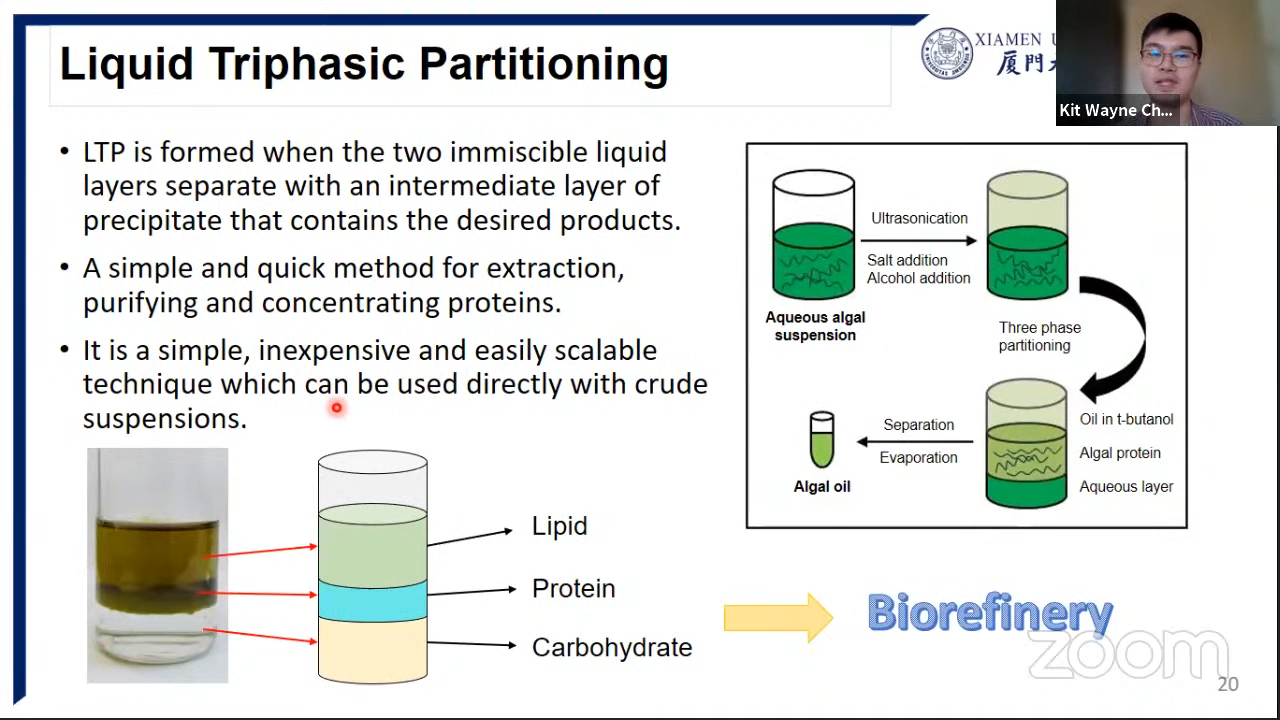 Liquid Triphasic Partitioning
XIAMEN U
厦門
Kit Wayne Ch...
• LTP is formed when the two immiscible liquid
layers separate with an intermediate layer of
precipitate that contains the desired products.
• A simple and quick method for extraction,
purifying and concentrating proteins.
• It is a simple, inexpensive and easily scalable
technique which can be used directly with crude
suspensions.
Ultrasonication
Salt addition
Alcohol addition
Aqueous algal
suspension
Three phase
partitioning
Oil in t-butanol
Algal protein
Aqueous layer
Separation
Evaporation
Algal oil
Lipid
Protein
Carbohydrate
Biorefinery
zoom
20